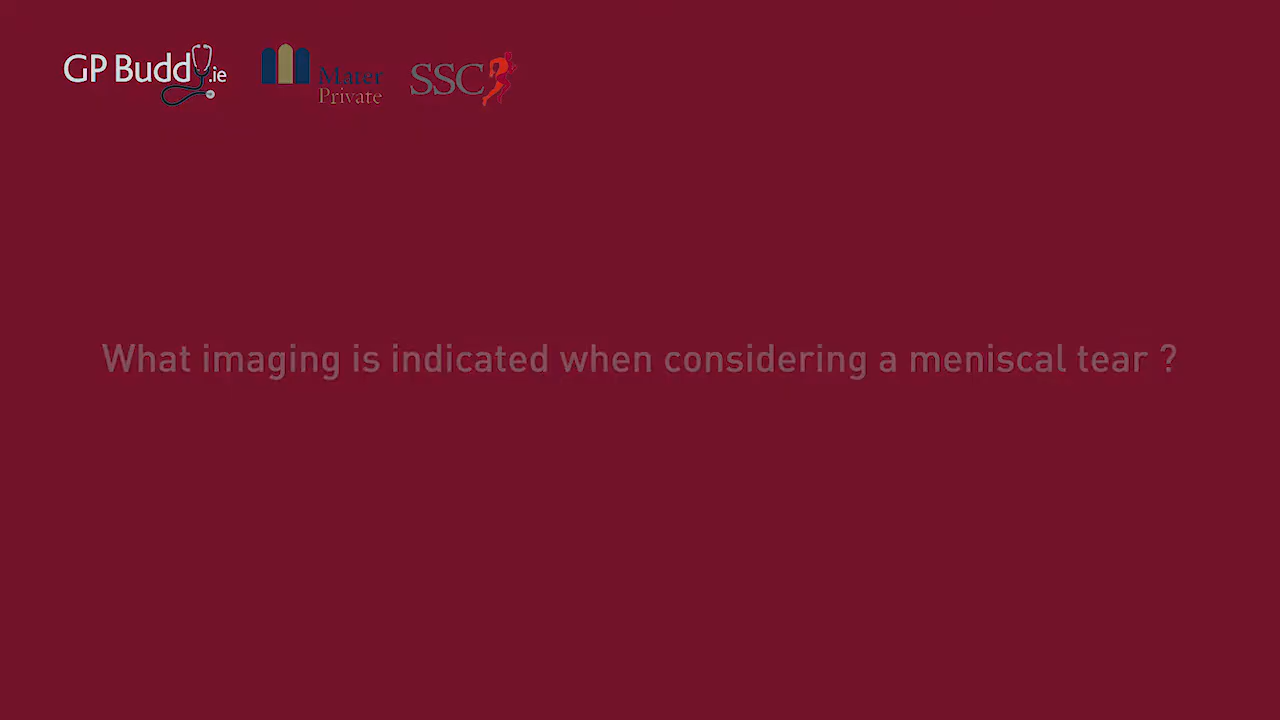 GP Buddy.ie
Mater
Private
SSC
What imaging is indicated when considering a meniscal tear ?